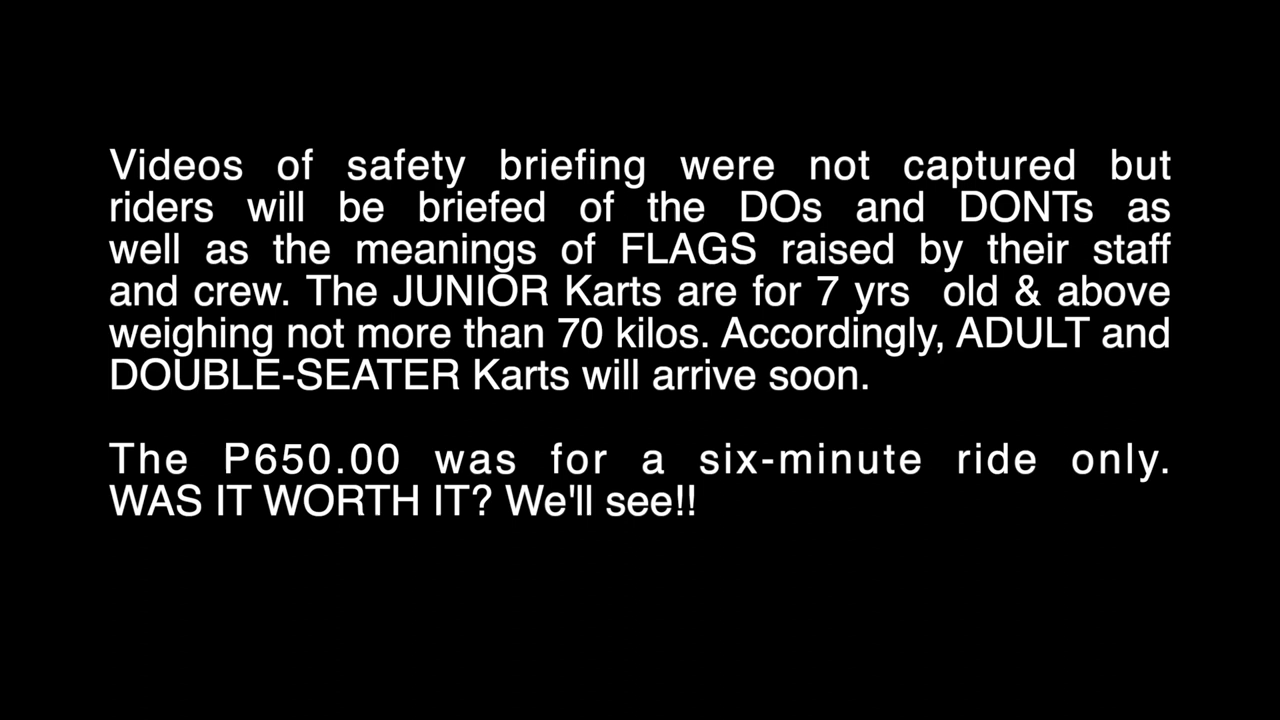 Videos of safety briefing were not captured but
riders will be briefed of the DOs and DONTs as
well as the meanings of FLAGS raised by their staff
and crew. The JUNIOR Karts are for 7 yrs  old & above
weighing not more than 70 kilos. Accordingly, ADULT and
DOUBLE-SEATER Karts will arrive soon.

The P650.00 was for a six-minute ride only.
WAS IT WORTH IT? We'll see!!